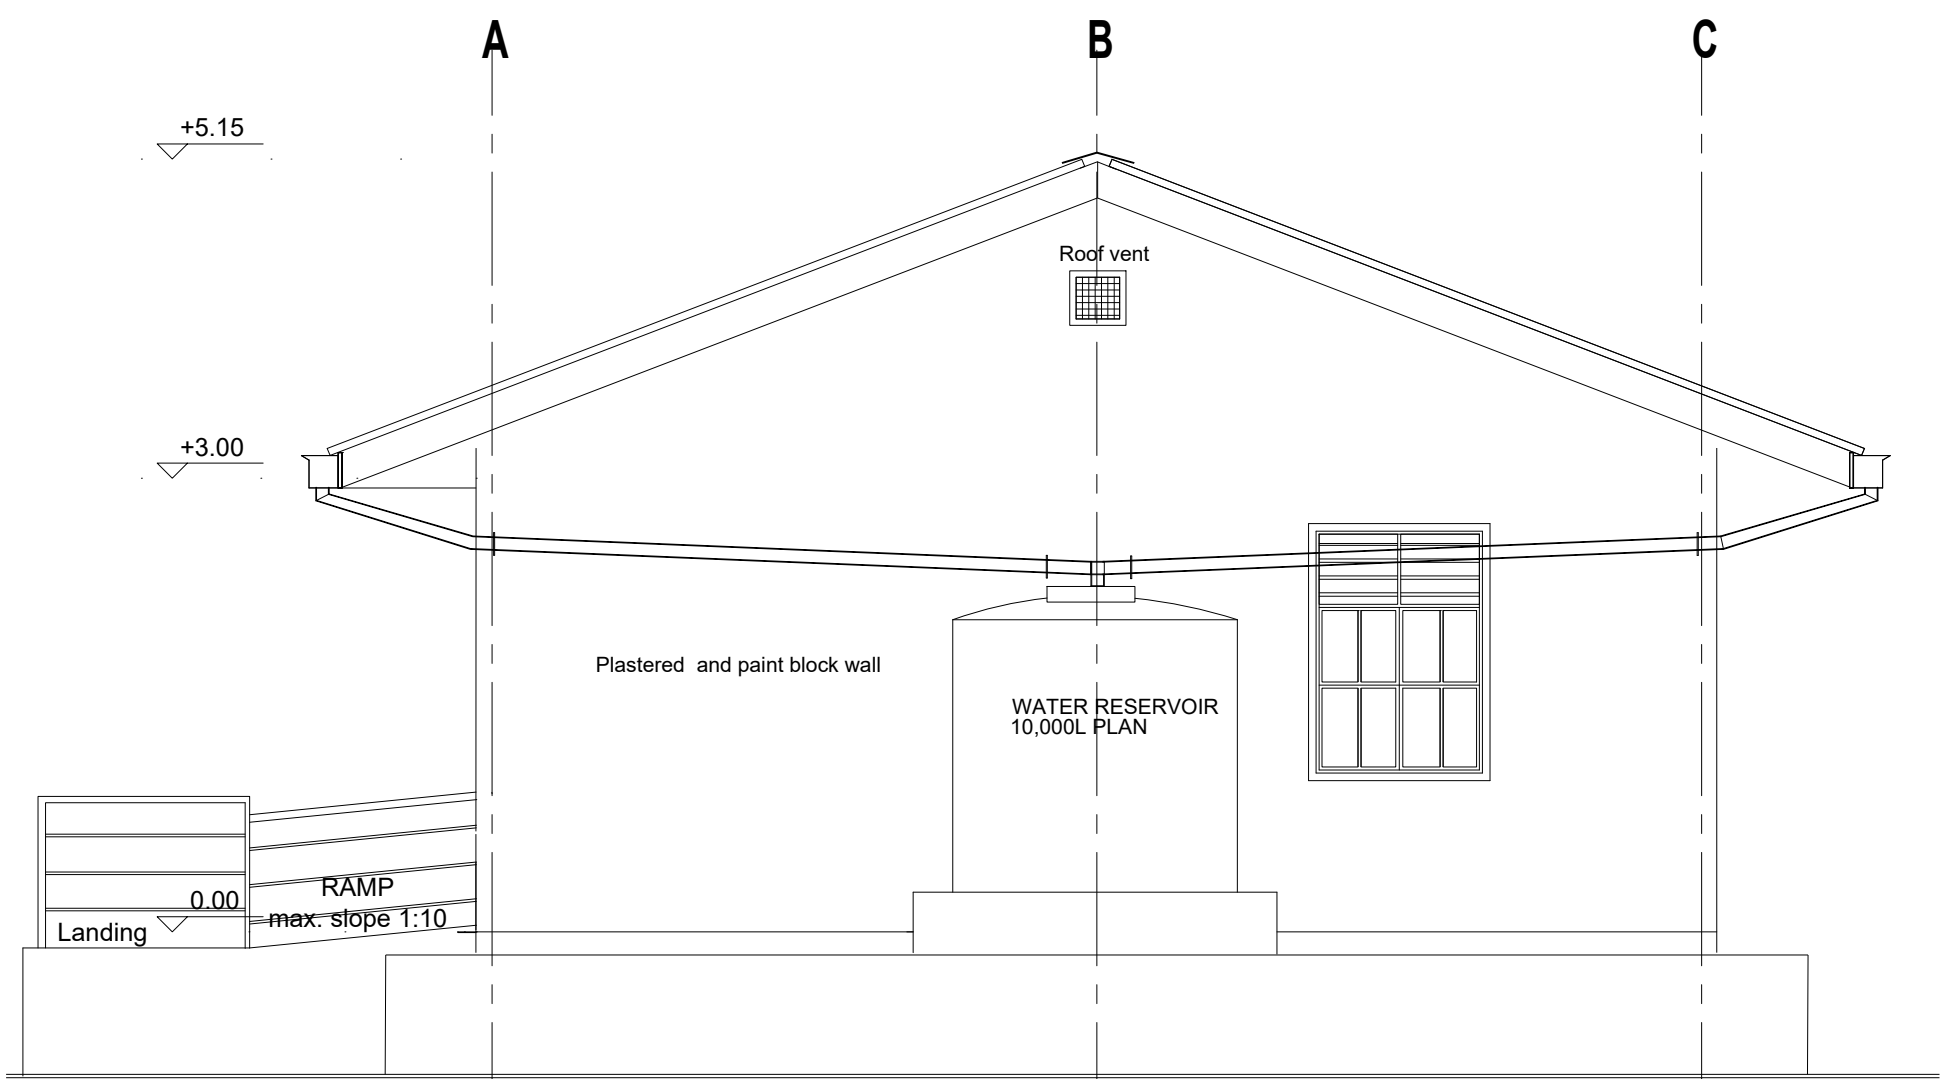 A
B
C
+5.15
Roof vent
+3.00
Plastered  and paint block wall
WATER RESERVOIR
10,000L PLAN
0.00
RAMP
max. slope 1:10
Landing